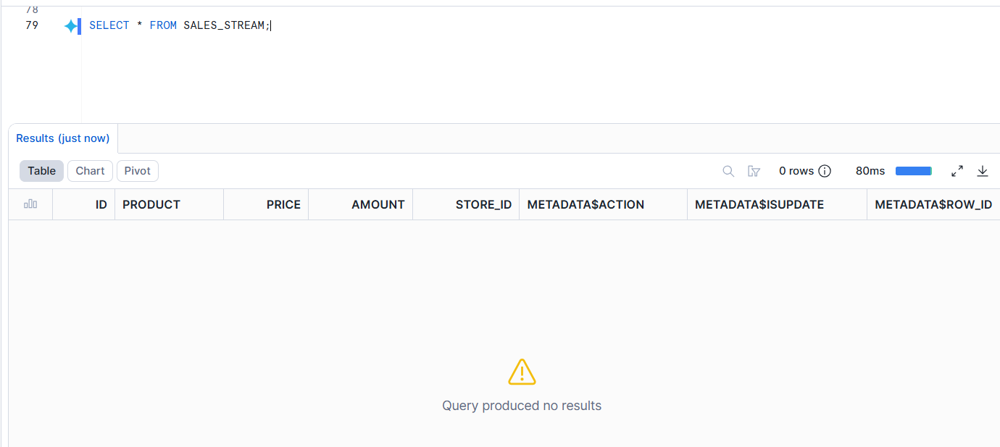 78
79 SELECT * FROM SALES_STREAM;
Results (just now)
Table Chart Pivot 0 rows 80ms
ID PRODUCT PRICE AMOUNT STORE_ID METADATA$ACTION METADATA$ISUPDATE METADATA$ROW_ID
Query produced no results